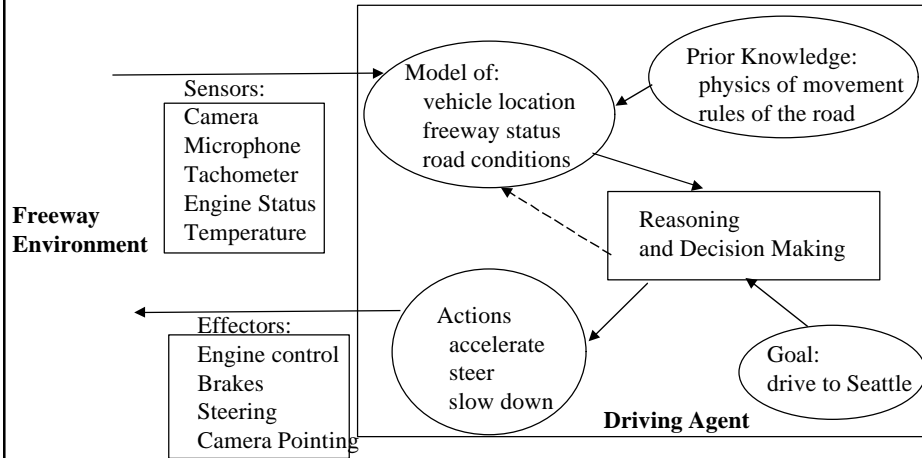 Freeway
Environment
Sensors:
Camera
Microphone
Tachometer
Engine Status
Temperature
Effectors:
Engine control
Brakes
Steering
Camera Pointing
Model of:
vehicle location
freeway status
road conditions
Prior Knowledge:
physics of movement
rules of the road
Reasoning
and Decision Making
Actions
accelerate
steer
slow down
Goal:
drive to Seattle
Driving Agent